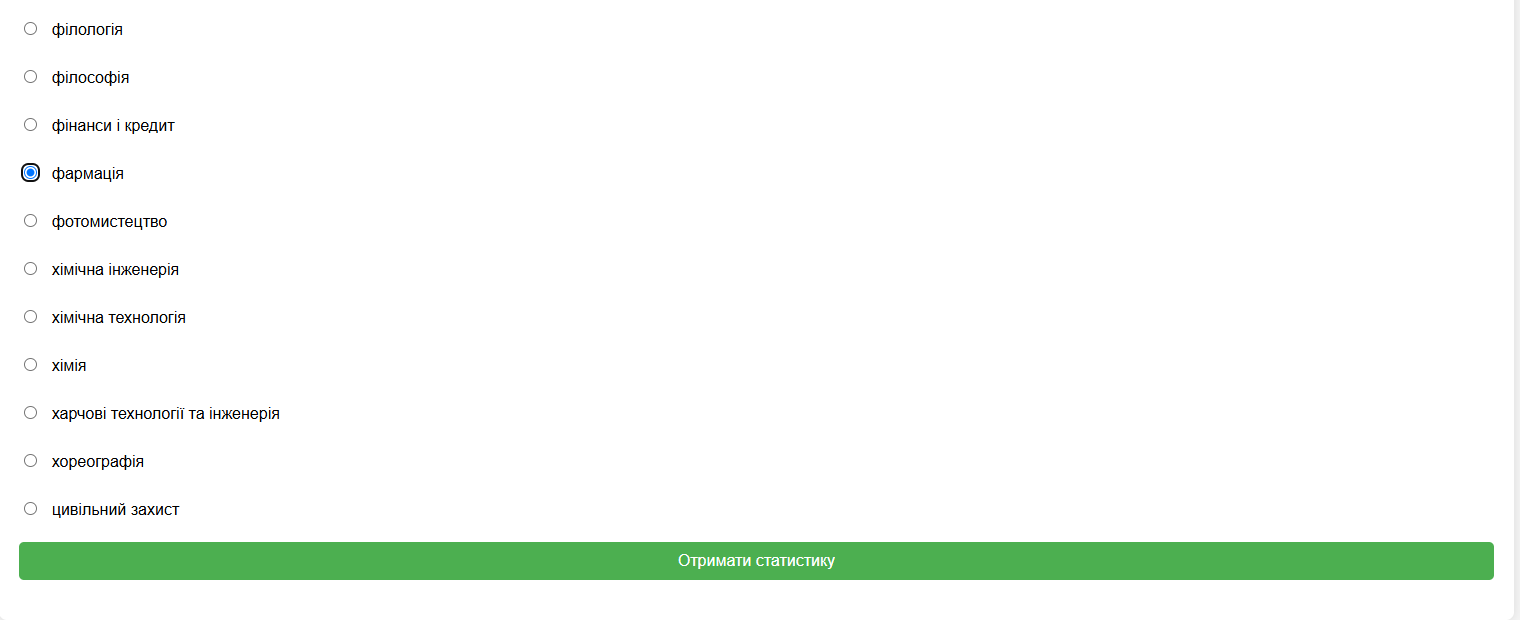 філологія
філософія
фінанси і кредит
фармація
фотомистецтво
хімічна інженерія
хімічна технологія
хімія
харчові технології та інженерія
хореографія
цивільний захист
Отримати статистику